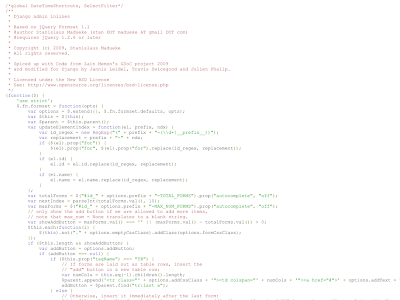 /*global DateTimeShortcuts, SelectFilter*/
/**
* Django admin inlines
*
* Based on jQuery Formset 1.1
* @author Stanislaus Madueke (stan DOT madueke AT gmail DOT com)
* @requires jQuery 1.2.6 or later
*
* Copyright (c) 2009, Stanislaus Madueke
* All rights reserved.
*
* Spiced up with Code from Zain Memon's GSoC project 2009
* and modified for Django by Jannis Leidel, Travis Swicegood and Julien Phalip.
*
* Licensed under the New BSD License
* See: http://www.opensource.org/licenses/bsd-license.php
*/
(function($) {
'use strict';
$.fn.formset = function(opts) {
var options = $.extend({}, $.fn.formset.defaults, opts);
var $this = $(this);
var $parent = $this.parent();
var updateElementIndex = function(el, prefix, ndx) {
var id_regex = new RegExp("(" + prefix + "-(\\d+|__prefix__))");
var replacement = prefix + "-" + ndx;
if ($(el).prop("for")) {
$(el).prop("for", $(el).prop("for").replace(id_regex, replacement));
}
if (el.id) {
el.id = el.id.replace(id_regex, replacement);
}
if (el.name) {
el.name = el.name.replace(id_regex, replacement);
}
};
var totalForms = $("#id_" + options.prefix + "-TOTAL_FORMS").prop("autocomplete", "off");
var nextIndex = parseInt(totalForms.val(), 10);
var maxForms = $("#id_" + options.prefix + "-MAX_NUM_FORMS").prop("autocomplete", "off");
// only show the add button if we are allowed to add more items,
// note that max_num = None translates to a blank string.
var showAddButton = maxForms.val() === '' || (maxForms.val() - totalForms.val()) > 0;
$this.each(function(i) {
$(this).not("." + options.emptyCssClass).addClass(options.formCssClass);
});
if ($this.length && showAddButton) {
var addButton = options.addButton;
if (addButton === null) {
if ($this.prop("tagName") === "TR") {
// If forms are laid out as table rows, insert the
// "add" button in a new table row:
var numCols = this.eq(-1).children().length;
$parent.append('<tr class="' + options.addCssClass + '"><td colspan="' + numCols + '"><a href="#">' + options.addText +
addButton = $parent.find("tr:last a");
} else {
// Otherwise, insert it immediately after the last form: